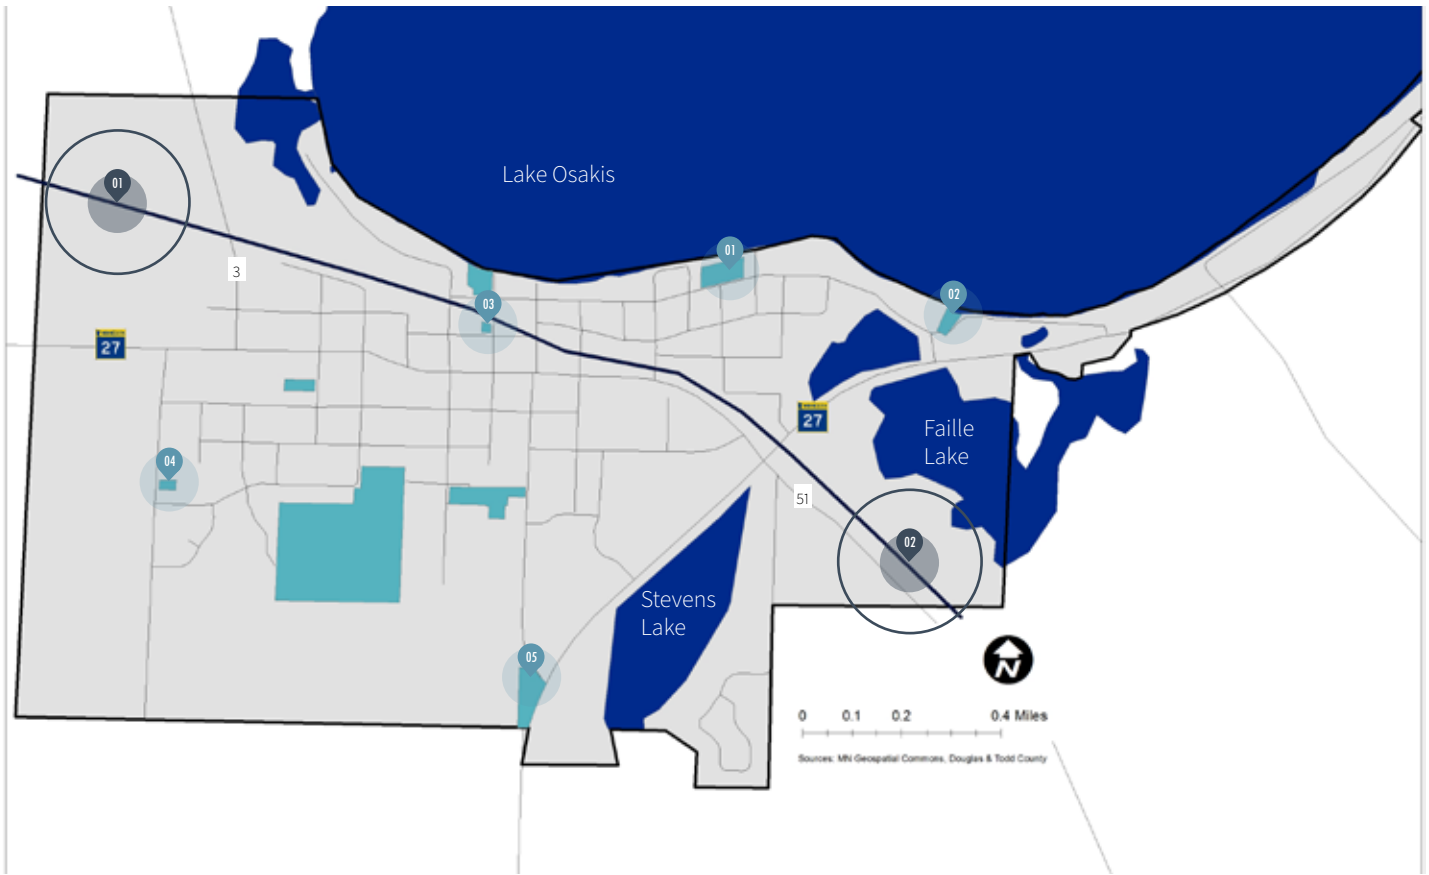 Lake Osakis
01
01
3
02
03
27
27
Faille
Lake
04
51
02
Stevens
Lake
05
N
0 0.1 0.2 0.4 Miles
Sources: MN Geospatial Commons, Douglas & Todd County